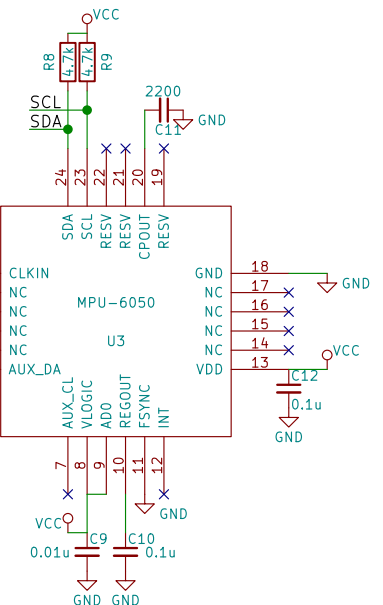 VCC
R8 4.7k 4.7k R9
SCL
SDA
2200
C11
GND
24 23 22 21 20 19
SDA SCL RESV RESV CPOUT RESV
CLKIN
NC
NC
NC
NC
AUX_DA
MPU-6050
U3
GND 18
GND
NC 17
NC 16
NC 15
NC 14
VDD 13
VCC
C12
0.1u
GND
AUX_CL VLOGIC AD0 REGOUT FSYNC INT
7 8 9 10 11 12
GND
VCC
C9
0.01u
C10
0.1u
GND
GND